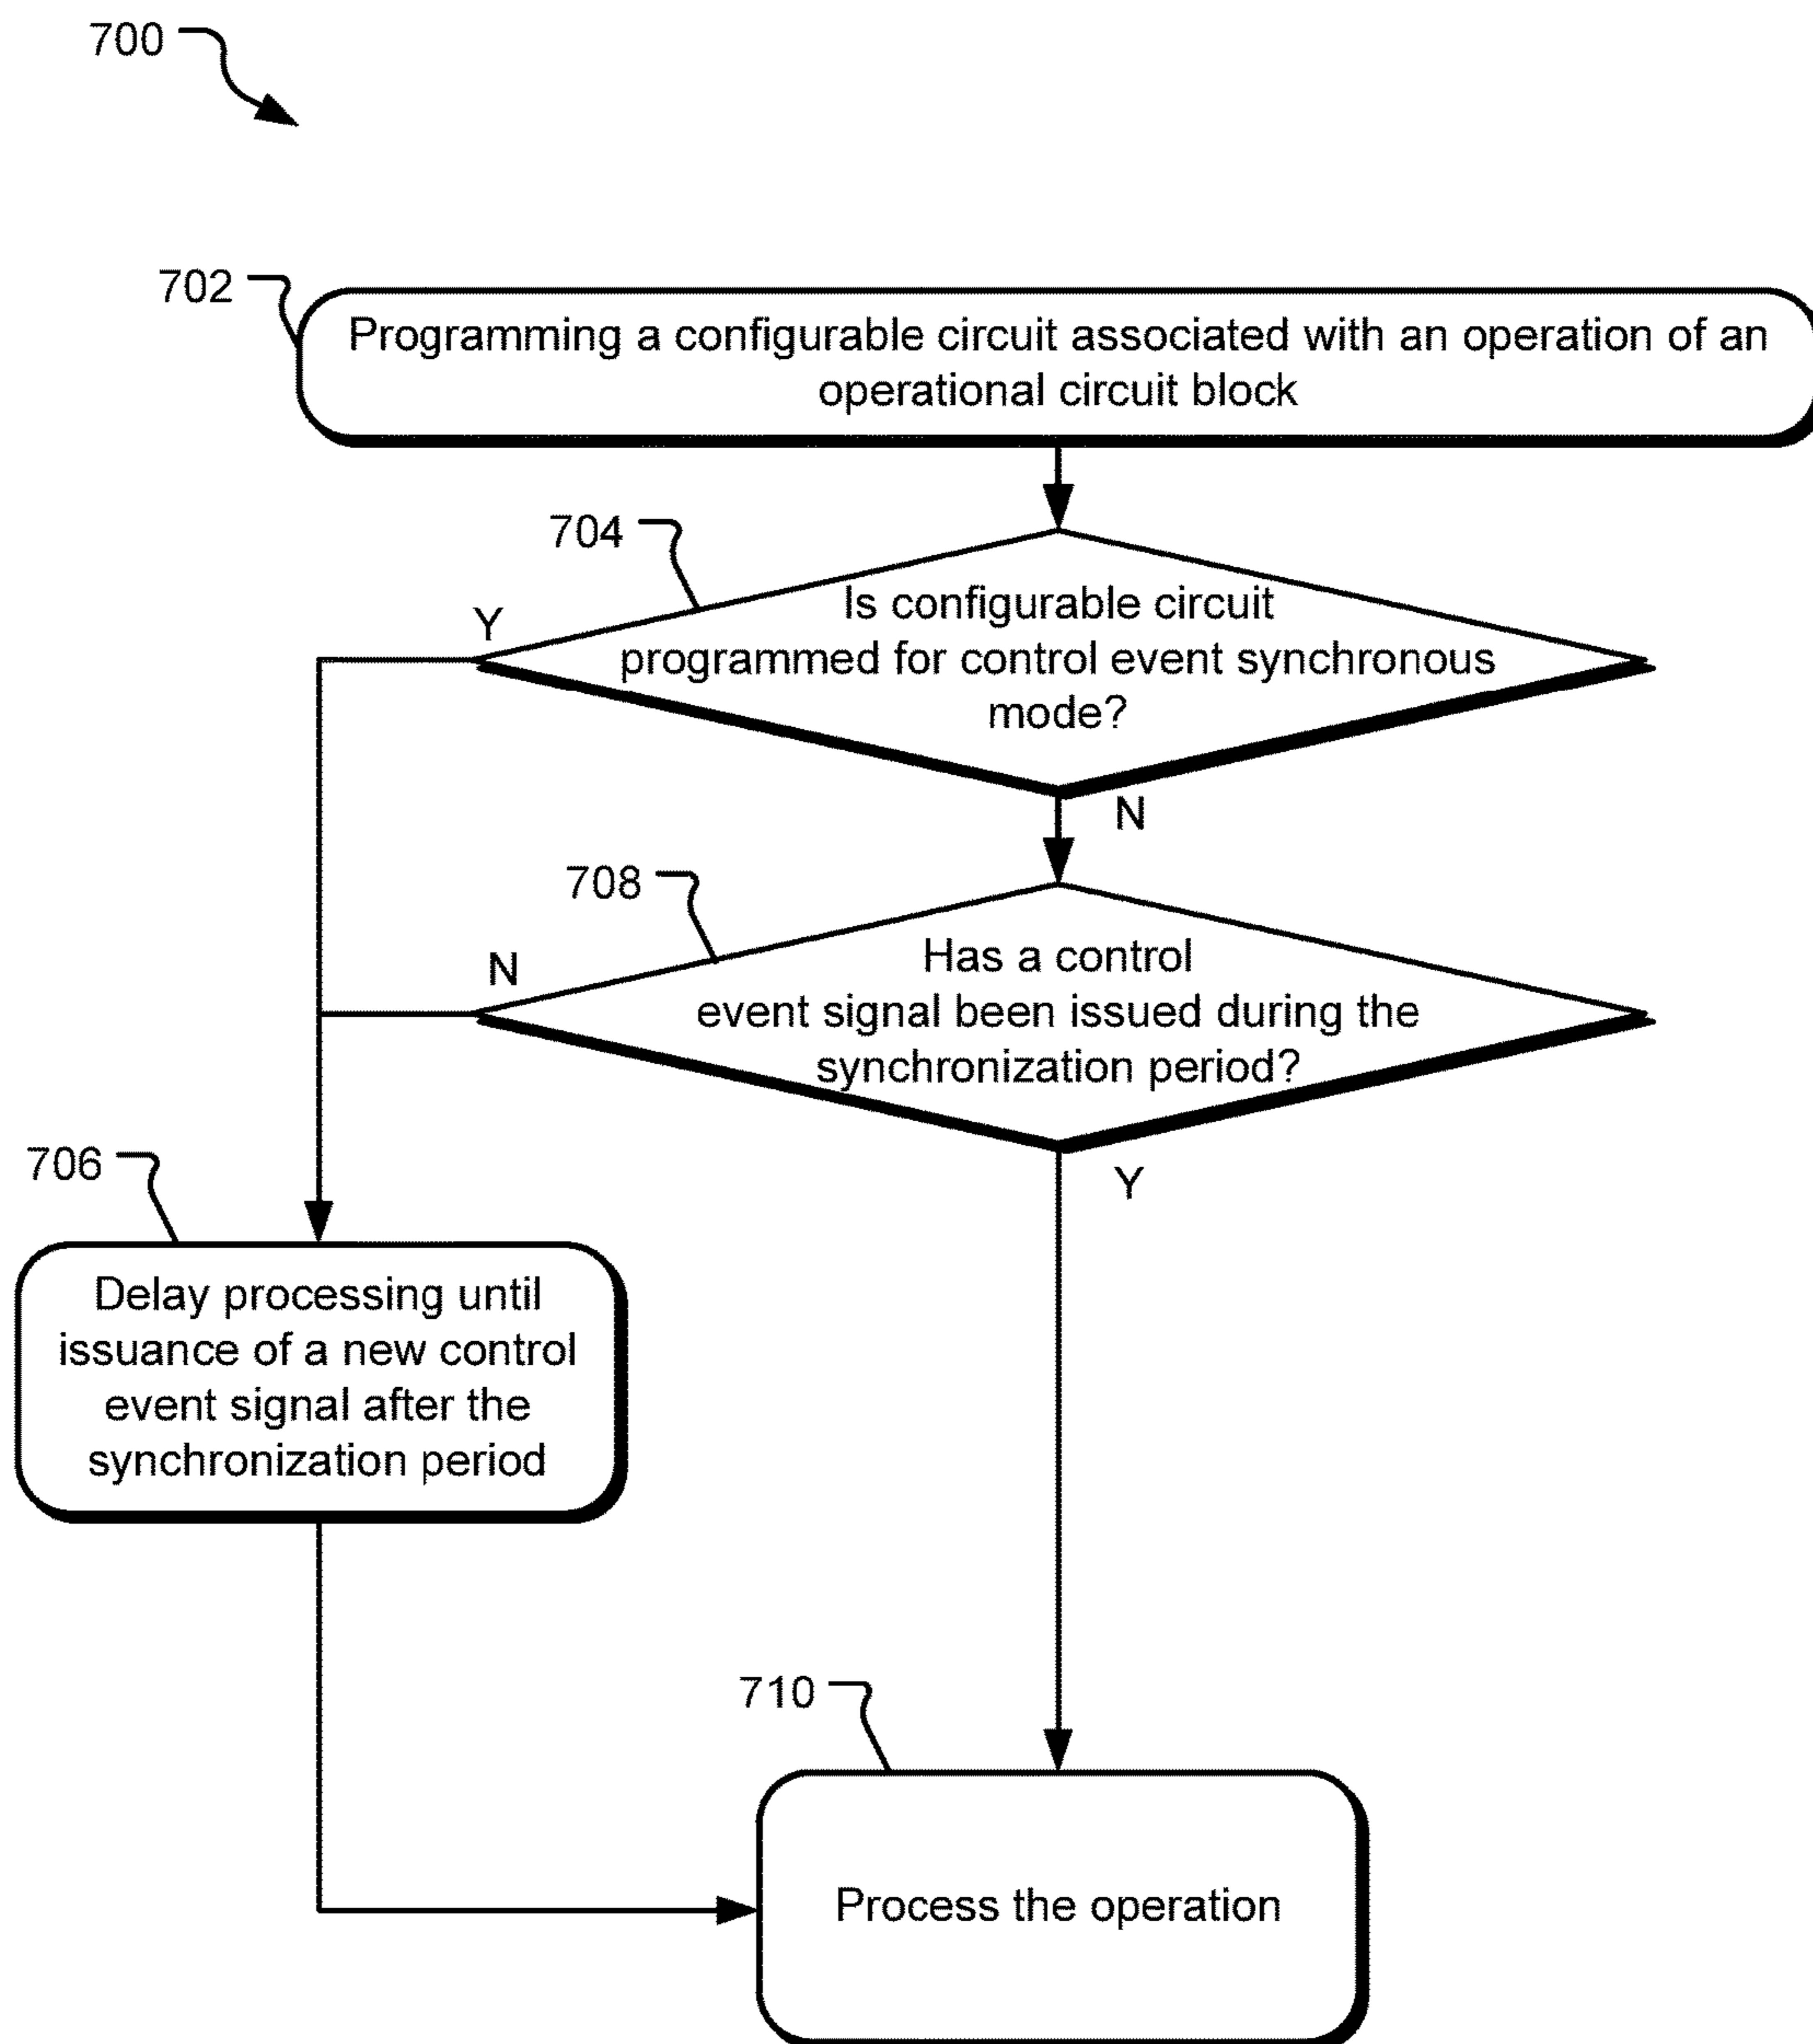 700
702
Programming a configurable circuit associated with an operation of an
operational circuit block
704
Is configurable circuit
programmed for control event synchronous
mode?
Y
N
708
Has a control
event signal been issued during the
synchronization period?
N
Y
706
Delay processing until
issuance of a new control
event signal after the
synchronization period
710
Process the operation